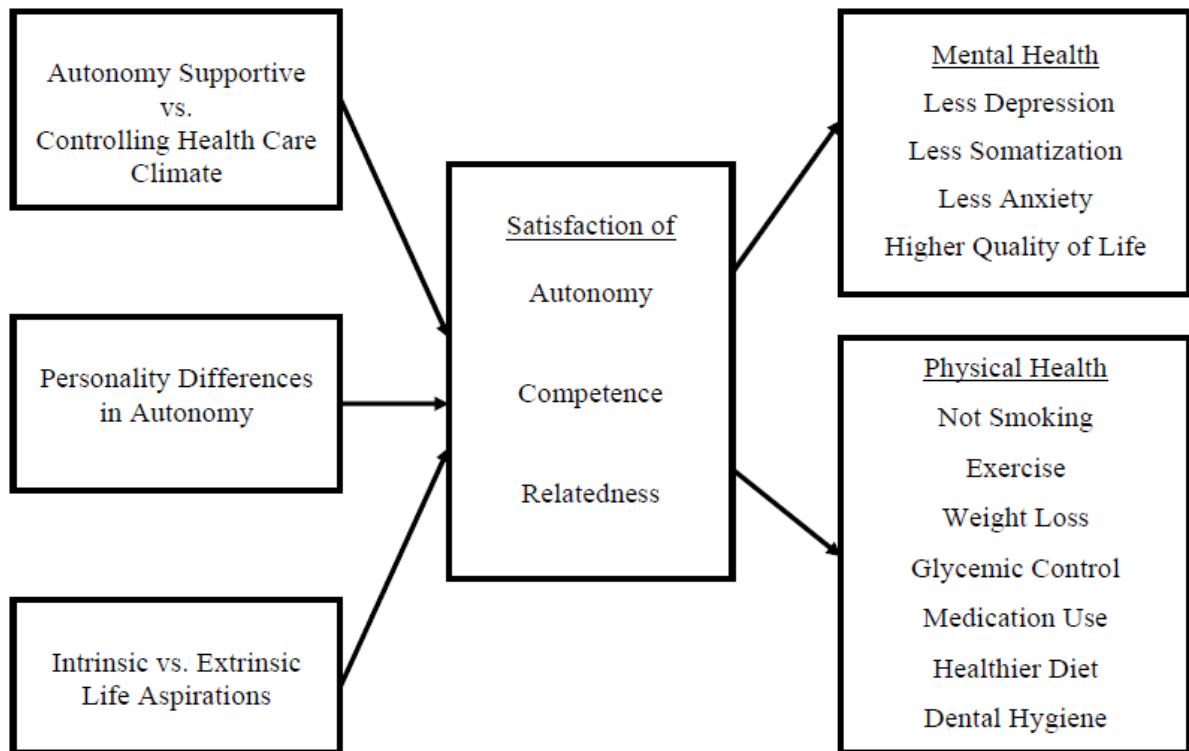 Autonomy Supportive
vs.
Controlling Health Care
Climate
Personality Differences
in Autonomy
Intrinsic vs. Extrinsic
Life Aspirations
Satisfaction of
Autonomy
Competence
Relatedness
Mental Health
Less Depression
Less Somatization
Less Anxiety
Higher Quality of Life
Physical Health
Not Smoking
Exercise
Weight Loss
Glycemic Control
Medication Use
Healthier Diet
Dental Hygiene